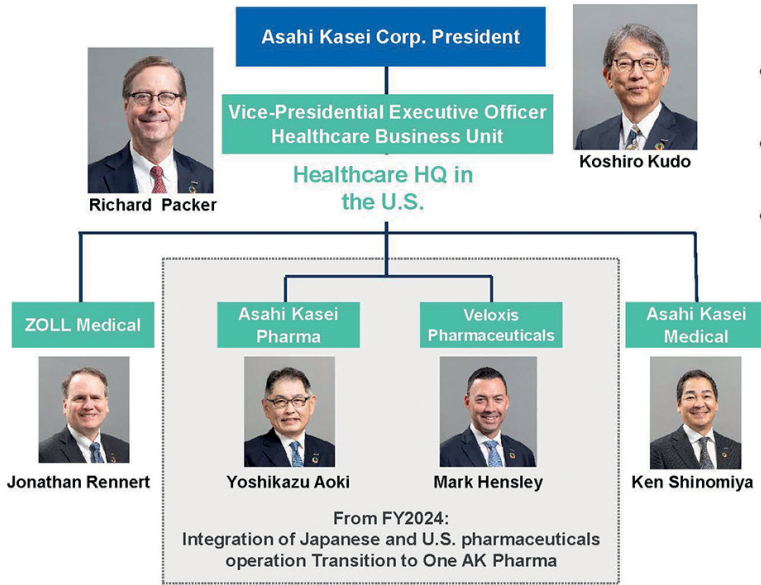 Asahi Kasei Corp. President
Vice-Presidential Executive Officer
Healthcare Business Unit
Koshiro Kudo
Richard Packer
Healthcare HQ in
the U.S.
ZOLL Medical
Asahi Kasei
Pharma
Veloxis
Pharmaceuticals
Asahi Kasei
Medical
Jonathan Rennert
Yoshikazu Aoki
Mark Hensley
Ken Shinomiya
From FY2024:
Integration of Japanese and U.S. pharmaceuticals
operation Transition to One AK Pharma